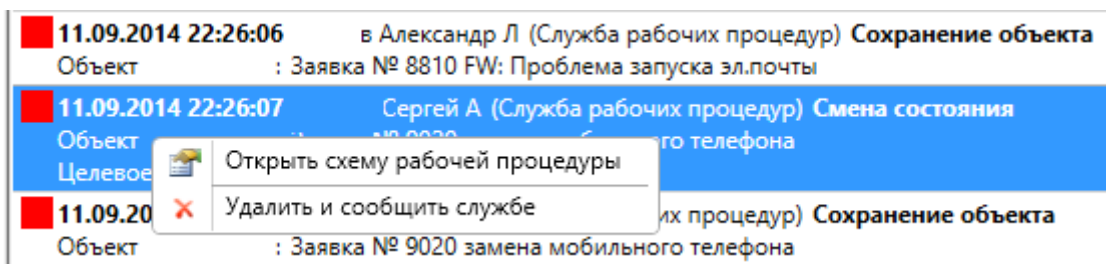 11.09.2014 22:26:06 в Александр Л (Служба рабочих процедур) Сохранение объекта
Объект : Заявка № 8810 FW: Проблема запуска эл.почты
11.09.2014 22:26:07 Сергей А (Служба рабочих процедур) Смена состояния
Объект го телефона
Целевое
Открыть схему рабочей процедуры
Удалить и сообщить службе
11.09.20 их процедур) Сохранение объекта
Объект : Заявка № 9020 замена мобильного телефона